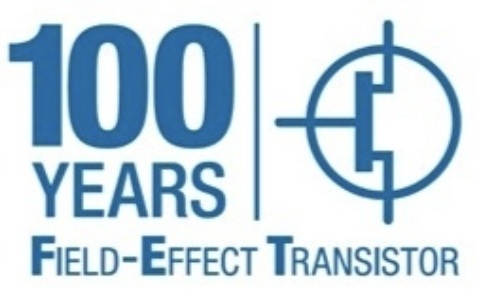 100
YEARS
FIELD-EFFECT TRANSISTOR